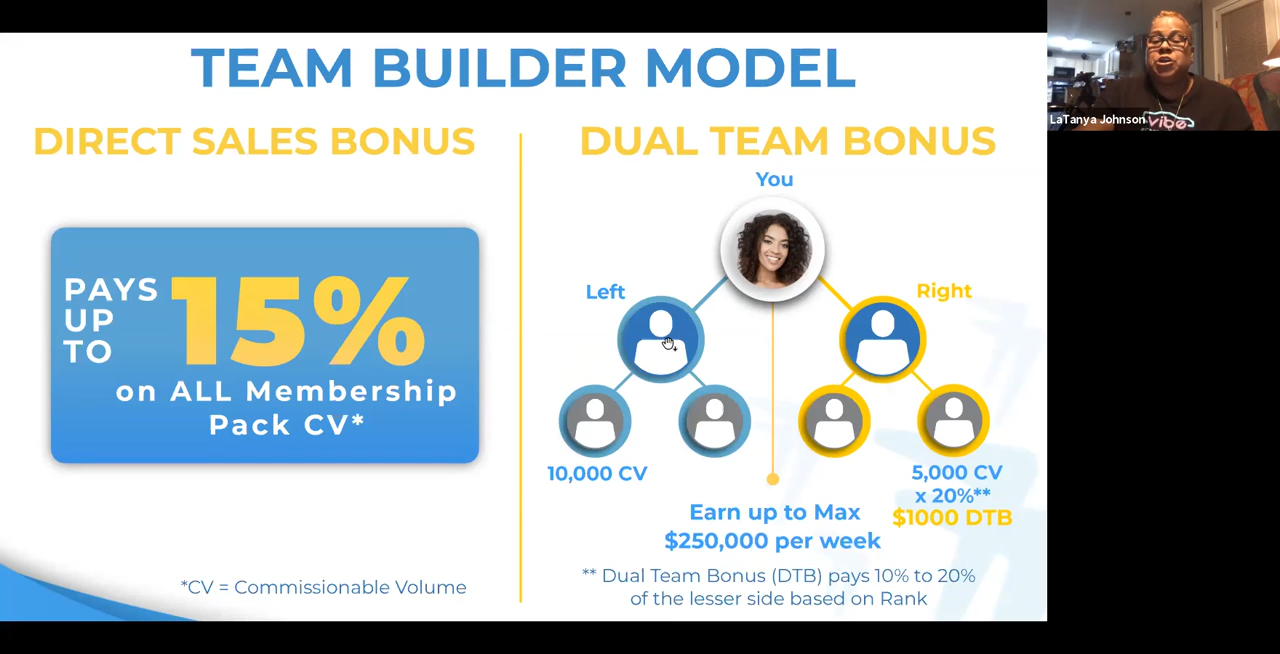 TEAM BUILDER MODEL
DIRECT SALES BONUS
PAYS
UP
TO
15%
on ALL Membership
Pack CV*
*CV = Commissionable Volume
DUAL TEAM BONUS
You
Left
Right
10,000 CV
5,000 CV
x 20%**
$1000 DTB
Earn up to Max
$250,000 per week
** Dual Team Bonus (DTB) pays 10% to 20%
of the lesser side based on Rank
LaTanya Johnson
vibe